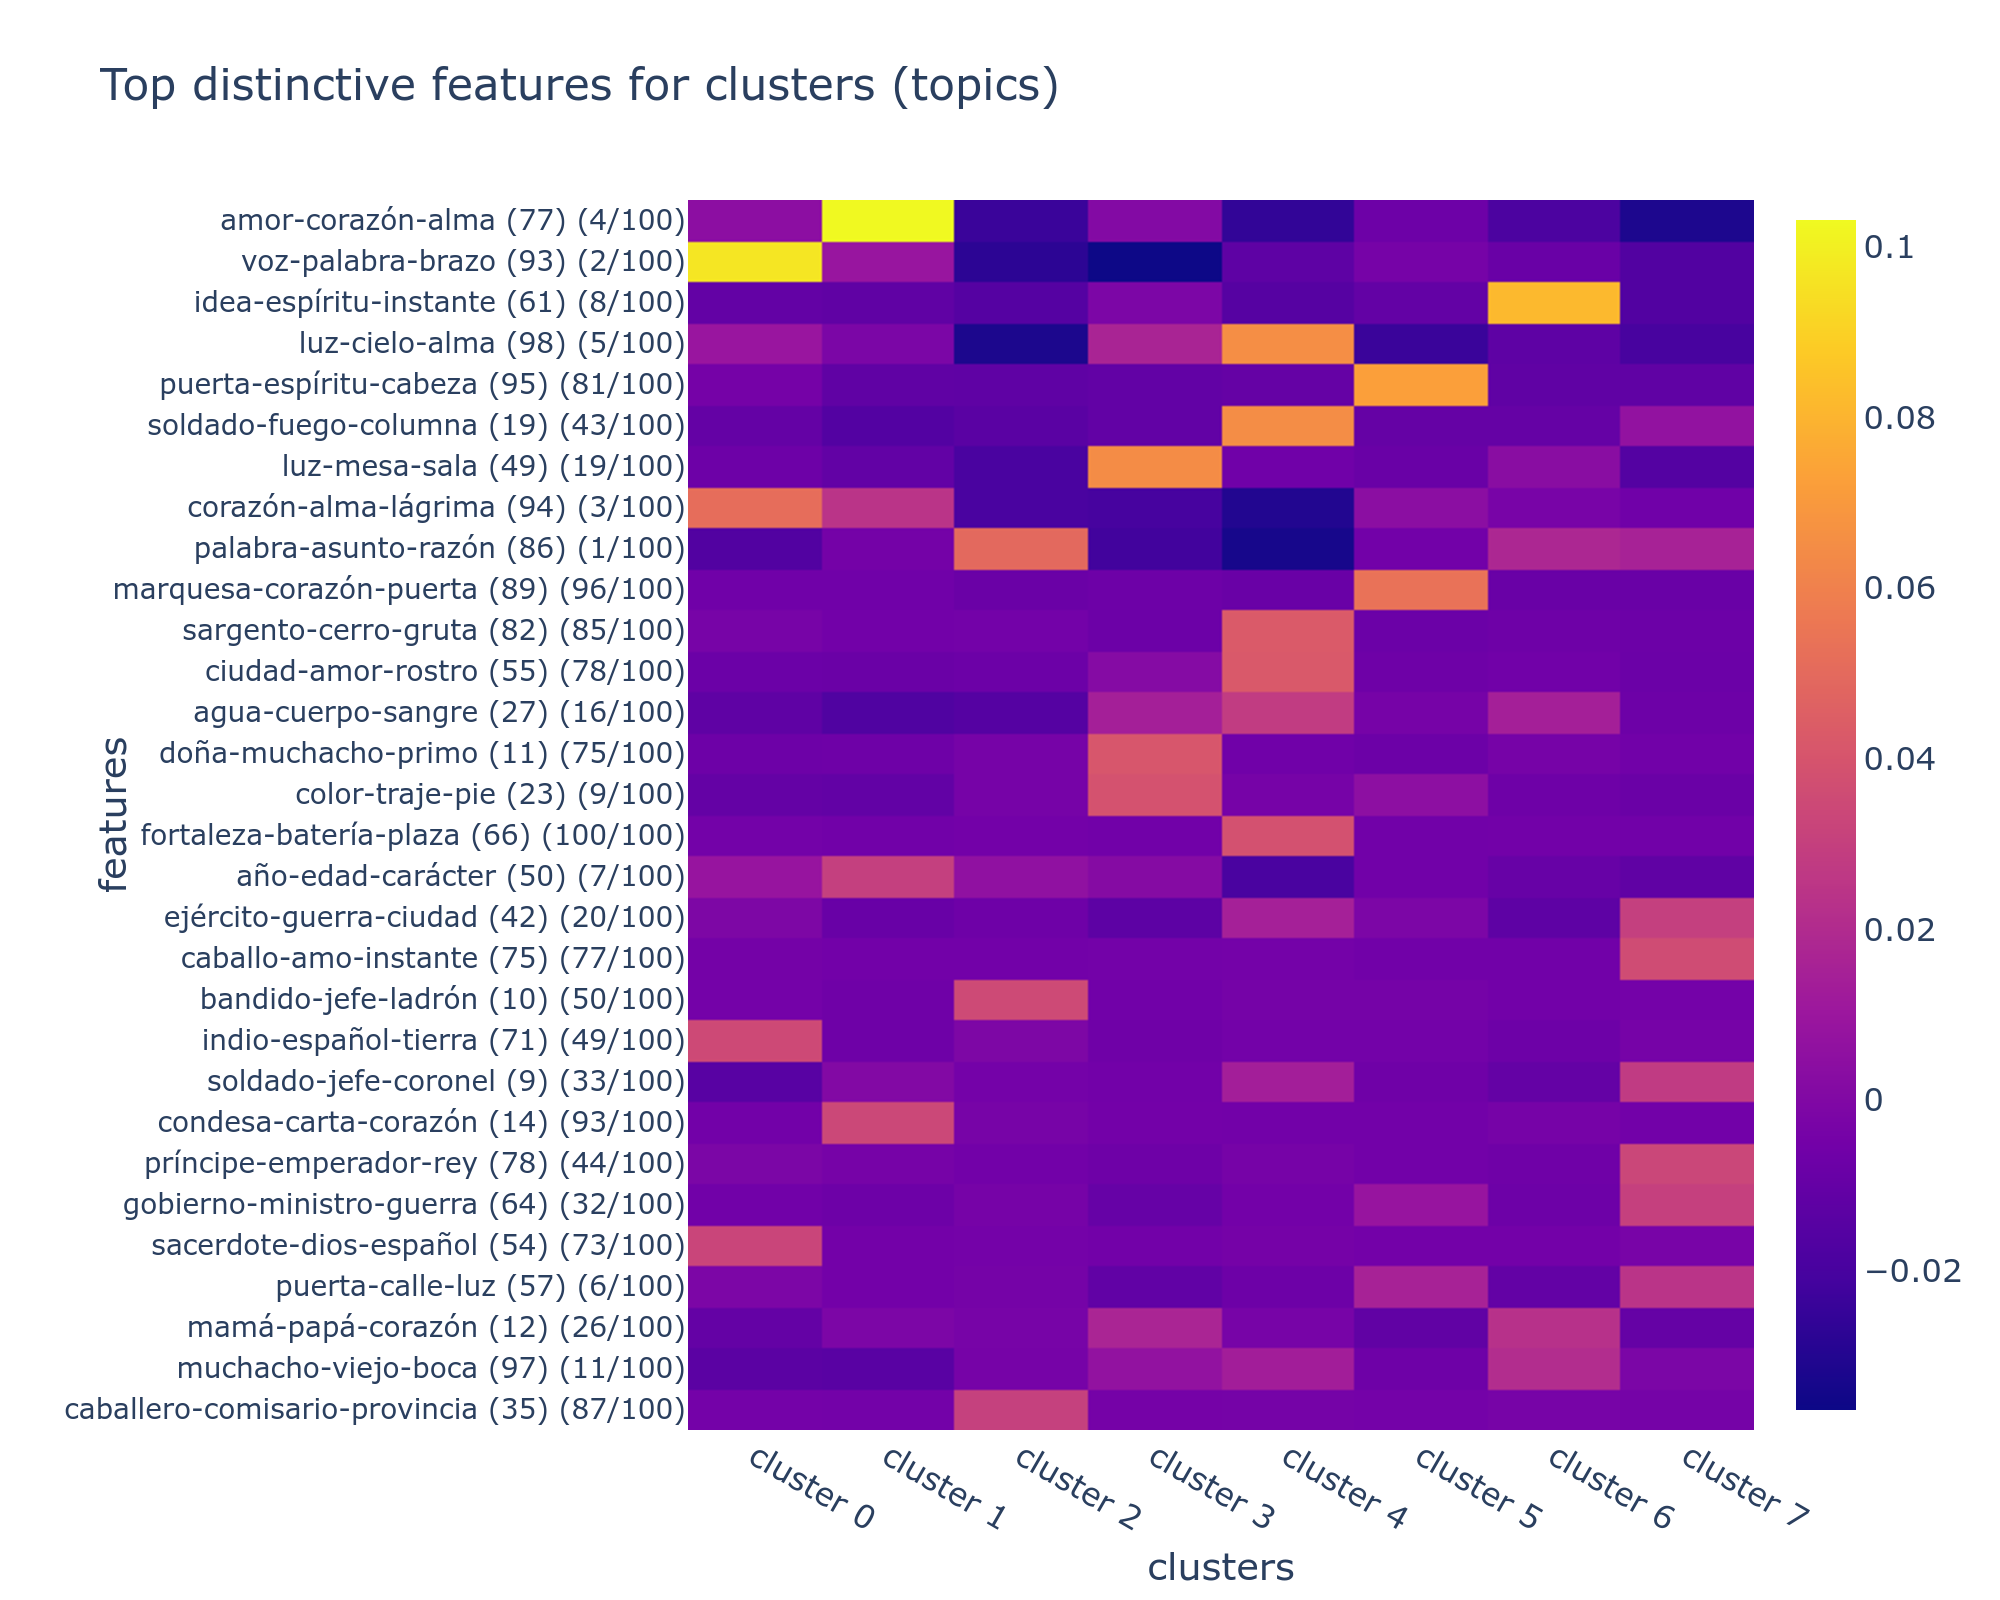 Top distinctive features for clusters (topics)
amor-corazón-alma (77) (4/100)
voz-palabra-brazo (93) (2/100)
idea-espíritu-instante (61) (8/100)
luz-cielo-alma (98) (5/100)
puerta-espíritu-cabeza (95) (81/100)
soldado-fuego-columna (19) (43/100)
luz-mesa-sala (49) (19/100)
corazón-alma-lágrima (94) (3/100)
palabra-asunto-razón (86) (1/100)
marquesa-corazón-puerta (89) (96/100)
sargento-cerro-gruta (82) (85/100)
ciudad-amor-rostro (55) (78/100)
agua-cuerpo-sangre (27) (16/100)
doña-muchacho-primo (11) (75/100)
color-traje-pie (23) (9/100)
fortaleza-batería-plaza (66) (100/100)
año-edad-carácter (50) (7/100)
ejército-guerra-ciudad (42) (20/100)
caballo-amo-instante (75) (77/100)
bandido-jefe-ladrón (10) (50/100)
indio-español-tierra (71) (49/100)
soldado-jefe-coronel (9) (33/100)
condesa-carta-corazón (14) (93/100)
príncipe-emperador-rey (78) (44/100)
gobierno-ministro-guerra (64) (32/100)
sacerdote-dios-español (54) (73/100)
puerta-calle-luz (57) (6/100)
mamá-papá-corazón (12) (26/100)
muchacho-viejo-boca (97) (11/100)
caballero-comisario-provincia (35) (87/100)
features
cluster 0
cluster 1
cluster 2
cluster 3
cluster 4
cluster 5
cluster 6
cluster 7
clusters
0.1
0.08
0.06
0.04
0.02
0
−0.02